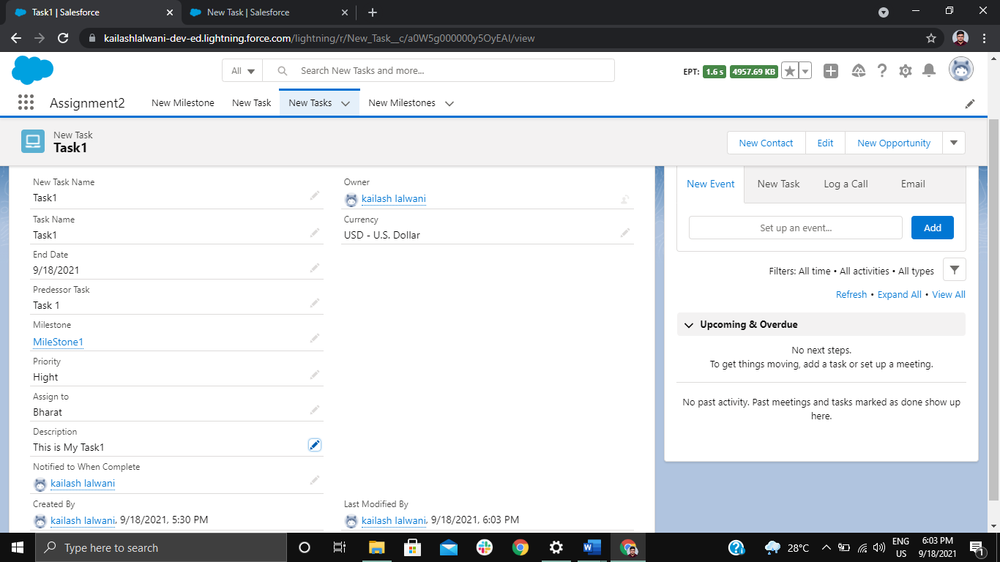 Task1 | Salesforce
New Task | Salesforce
kailashlalwani-dev-ed.lightning.force.com/lightning/r/New_Task__c/a0W5g000000y5OyEAI/view
All
Search New Tasks and more...
EPT: 1.6 s 4957.69 KB
Assignment2
New Milestone
New Task
New Tasks
New Milestones
New Task
Task1
New Contact
Edit
New Opportunity
New Task Name
Task1
Owner
kailash lalwani
Task Name
Task1
Currency
USD - U.S. Dollar
End Date
9/18/2021
Predessor Task
Task 1
Milestone
MileStone1
Priority
Hight
Assign to
Bharat
Description
This is My Task1
Notified to When Complete
kailash lalwani
Created By
kailash lalwani, 9/18/2021, 5:30 PM
Last Modified By
kailash lalwani, 9/18/2021, 6:03 PM
New Event
New Task
Log a Call
Email
Set up an event...
Add
Filters: All time • All activities • All types
Refresh • Expand All • View All
Upcoming & Overdue
No next steps.
To get things moving, add a task or set up a meeting.
No past activity. Past meetings and tasks marked as done show up
here.
Type here to search
28°C
ENG
US
6:03 PM
9/18/2021
1